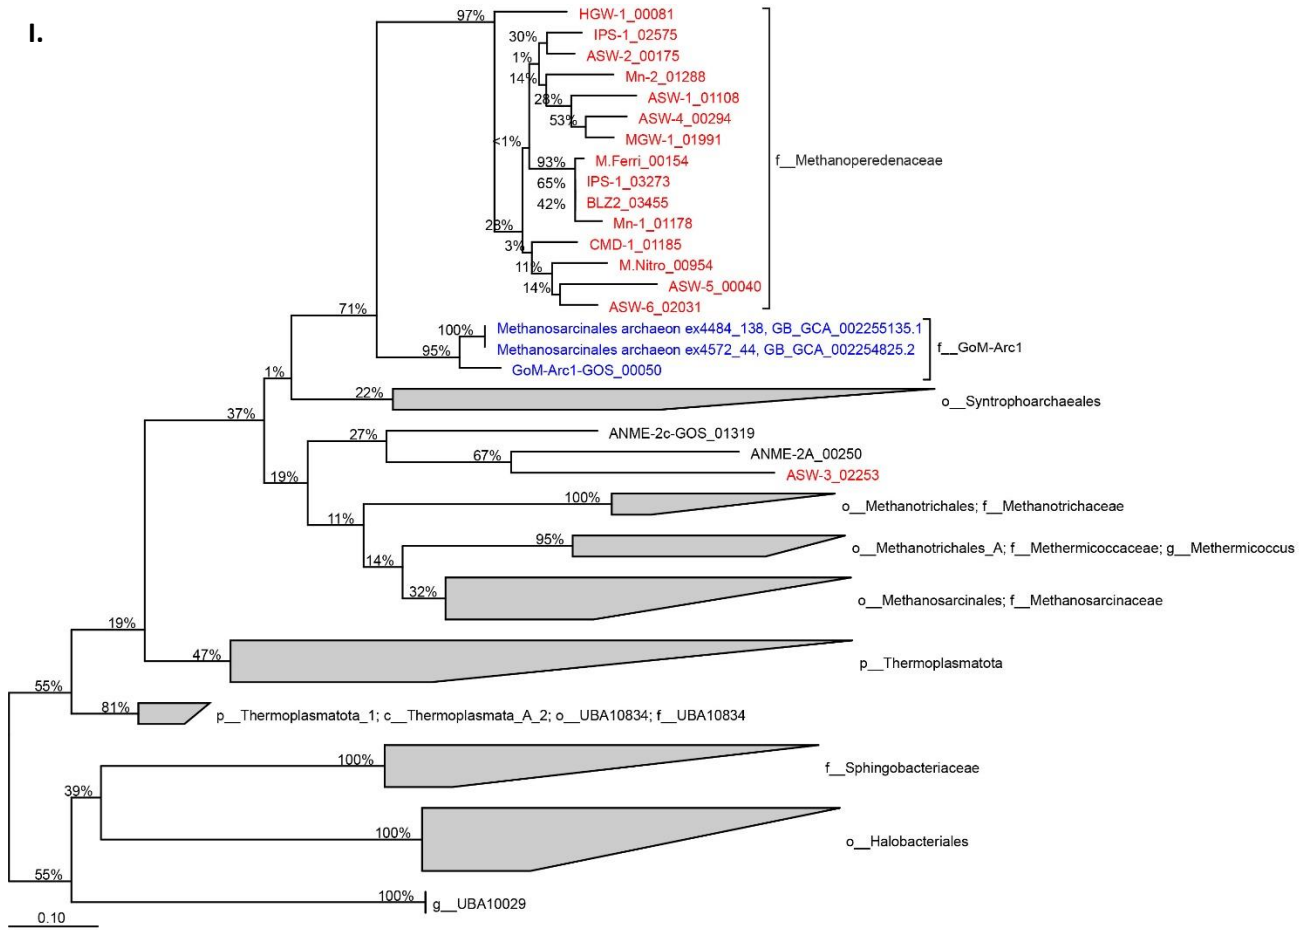 I.
97%
HGW-1_00081
30%
IPS-1_02575
1%
ASW-2_00175
14%
Mn-2_01288
28%
ASW-1_01108
53%
ASW-4_00294
<1%
MGW-1_01991
93%
M.Ferri_00154
f__Methanoperedenaceae
65%
IPS-1_03273
42%
BLZ2_03455
28%
Mn-1_01178
3%
CMD-1_01185
11%
M.Nitro_00954
14%
ASW-5_00040
ASW-6_02031
71%
100%
Methanosarcinales archaeon ex4484_138, GB_GCA_002255135.1
95%
Methanosarcinales archaeon ex4572_44, GB_GCA_002254825.2
f__GoM-Arc1
GoM-Arc1-GOS_00050
1%
22%
o__Syntrophoarchaeales
37%
27%
ANME-2c-GOS_01319
67%
ANME-2A_00250
19%
ASW-3_02253
100%
o__Methanotrichales; f__Methanotrichaceae
11%
95%
o__Methanotrichales_A; f__Methermicoccaceae; g__Methermicoccus
14%
32%
o__Methanosarcinales; f__Methanosarcinaceae
19%
47%
p__Thermoplasmatota
55%
81%
p__Thermoplasmatota_1; c__Thermoplasmata_A_2; o__UBA10834; f__UBA10834
100%
f__Sphingobacteriaceae
39%
100%
o__Halobacteriales
55%
100%
g__UBA10029
0.10